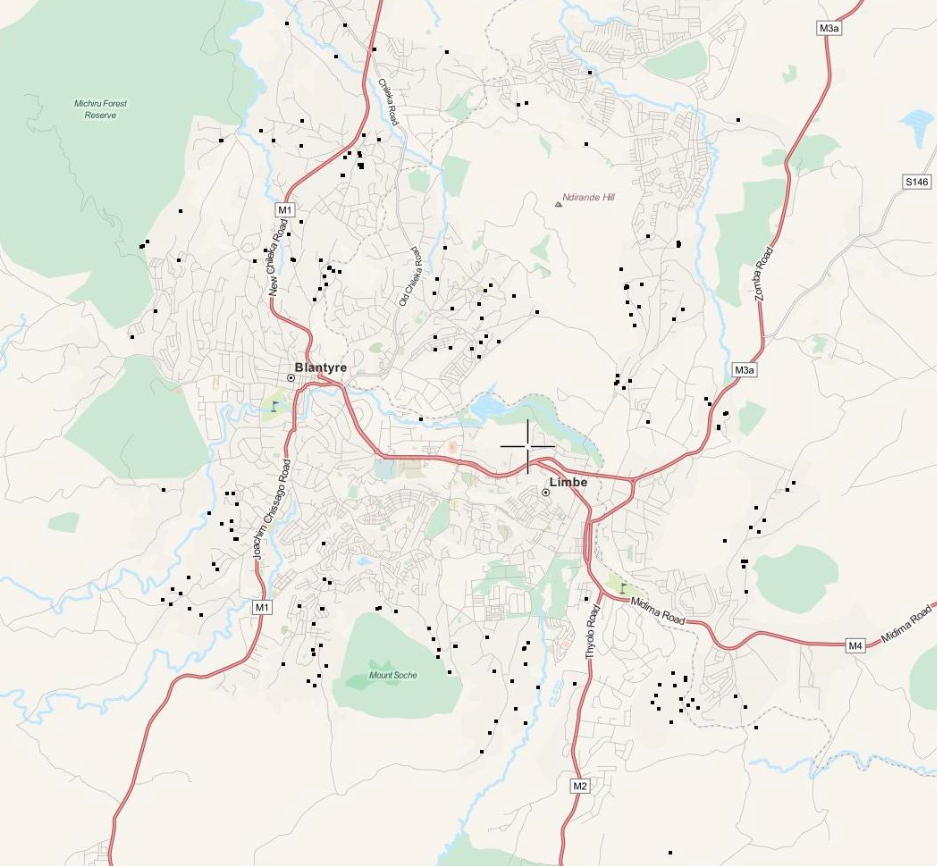 M3a
Chileka Road
Michiru Forest
Reserve
S146
Ndirande Hill
M1
New Chileka Road
Old Chileka Road
Zomba Road
Blantyre
M3a
Limbe
Joachim Chissago Road
M1
Midima Road
Midima Road
Thyolo Road
M4
Mount Soche
M2